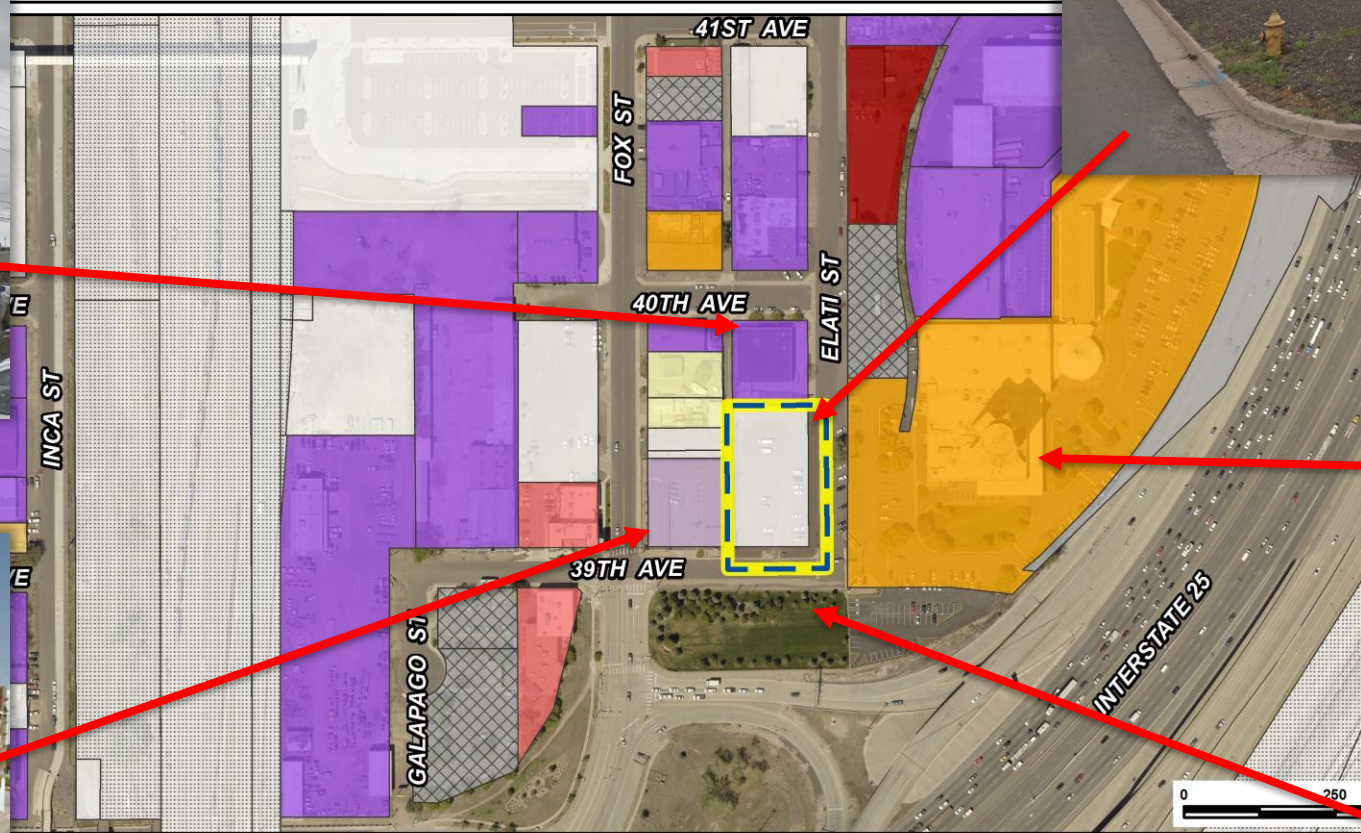 41ST AVE
FOX ST
ELATI ST
40TH AVE
E
INCA ST
39TH AVE
E
GALAPAGO ST
INTERSTATE 25
0 250